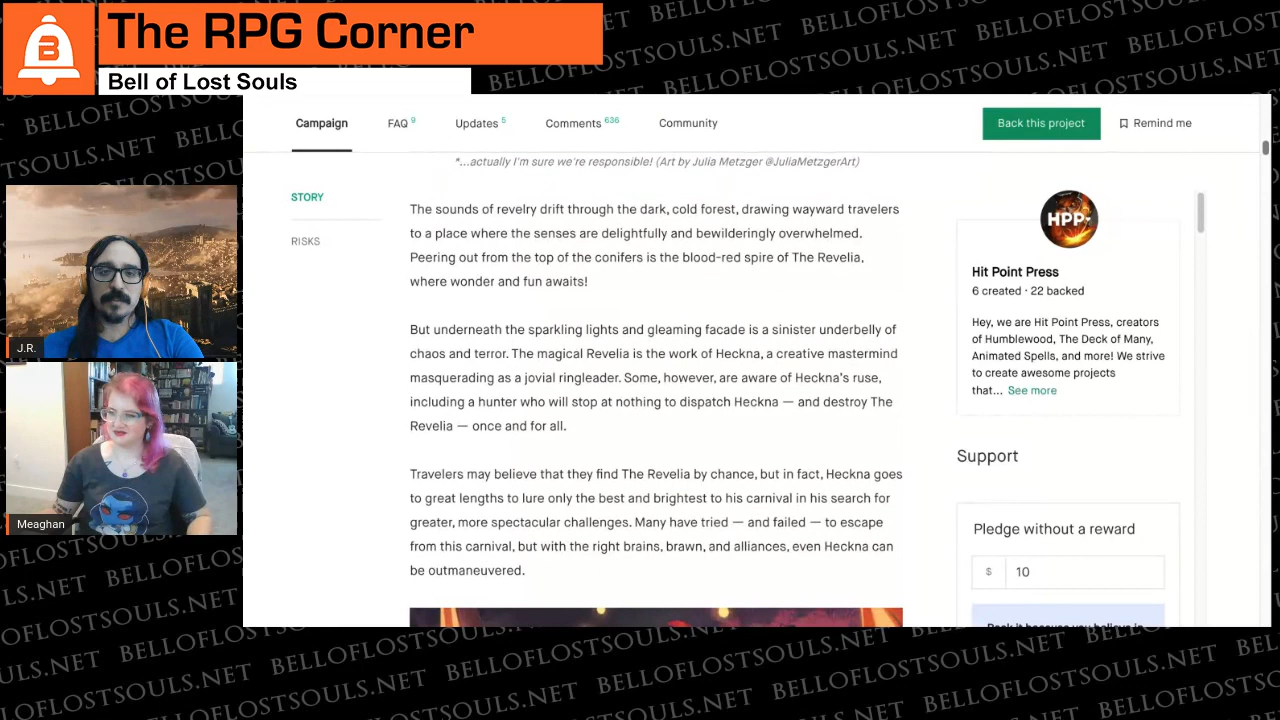 The RPG Corner
Bell of Lost Souls
Campaign
FAQ 9
Updates 5
Comments 636
Community
Back this project
Remind me
*...actually I'm sure we're responsible! (Art by Julia Metzger @JuliaMetzgerArt)
STORY
RISKS
The sounds of revelry drift through the dark, cold forest, drawing wayward travelers
to a place where the senses are delightfully and bewilderingly overwhelmed.
Peering out from the top of the conifers is the blood-red spire of The Revelia,
where wonder and fun awaits!
But underneath the sparkling lights and gleaming facade is a sinister underbelly of
chaos and terror. The magical Revelia is the work of Heckna, a creative mastermind
masquerading as a jovial ringleader. Some, however, are aware of Heckna's ruse,
including a hunter who will stop at nothing to dispatch Heckna — and destroy The
Revelia — once and for all.
Travelers may believe that they find The Revelia by chance, but in fact, Heckna goes
to great lengths to lure only the best and brightest to his carnival in his search for
greater, more spectacular challenges. Many have tried — and failed — to escape
from this carnival, but with the right brains, brawn, and alliances, even Heckna can
be outmaneuvered.
HPP
Hit Point Press
6 created · 22 backed
Hey, we are Hit Point Press, creators
of Humblewood, The Deck of Many,
Animated Spells, and more! We strive
to create awesome projects
that... See more
Support
Pledge without a reward
$ 10
J.R.
Meaghan
BELLOFLOSTSOULS.NET